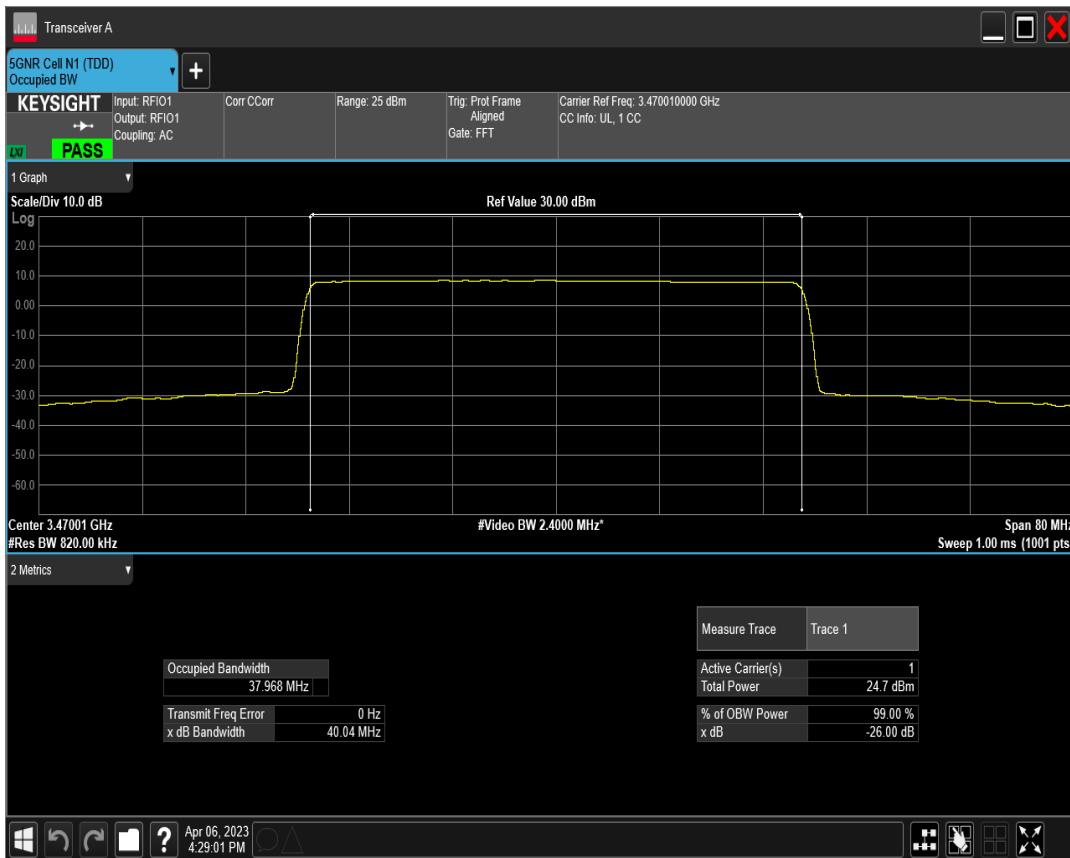 Transceiver A
5GNR Cell N1 (TDD)
Occupied BW
+
KEYSIGHT
LXI
PASS
Input: RFIO1
Output: RFIO1
Coupling: AC
Corr CCorr
Range: 25 dBm
Trig: Prot Frame
Aligned
Gate: FFT
Carrier Ref Freq: 3.470010000 GHz
CC Info: UL, 1 CC
1 Graph
Scale/Div 10.0 dB
Ref Value 30.00 dBm
Log
20.0
10.0
0.00
-10.0
-20.0
-30.0
-40.0
-50.0
-60.0
Center 3.47001 GHz
#Video BW 2.4000 MHz*
Span 80 MHz
#Res BW 820.00 kHz
Sweep 1.00 ms (1001 pts
2 Metrics
Measure Trace Trace 1
Occupied Bandwidth
37.968 MHz
Active Carrier(s) 1
Total Power 24.7 dBm
Transmit Freq Error 0 Hz
x dB Bandwidth 40.04 MHz
% of OBW Power 99.00 %
x dB -26.00 dB
?
Apr 06, 2023
4:29:01 PM